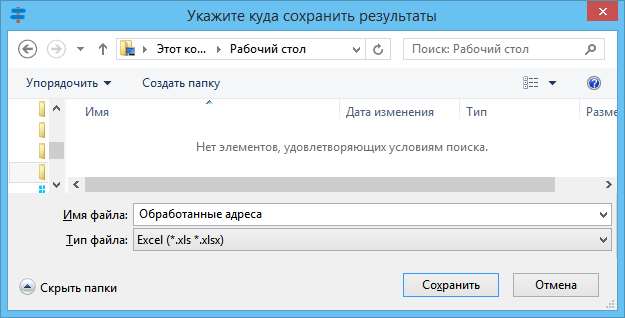 Укажите куда сохранить результаты
Этот ко... Рабочий стол Поиск: Рабочий стол
Упорядочить Создать папку
Имя Дата изменения Тип Разме
Нет элементов, удовлетворяющих условиям поиска.
Имя файла: Обработанные адреса
Тип файла: Excel (*.xls *.xlsx)
Скрыть папки Сохранить Отмена